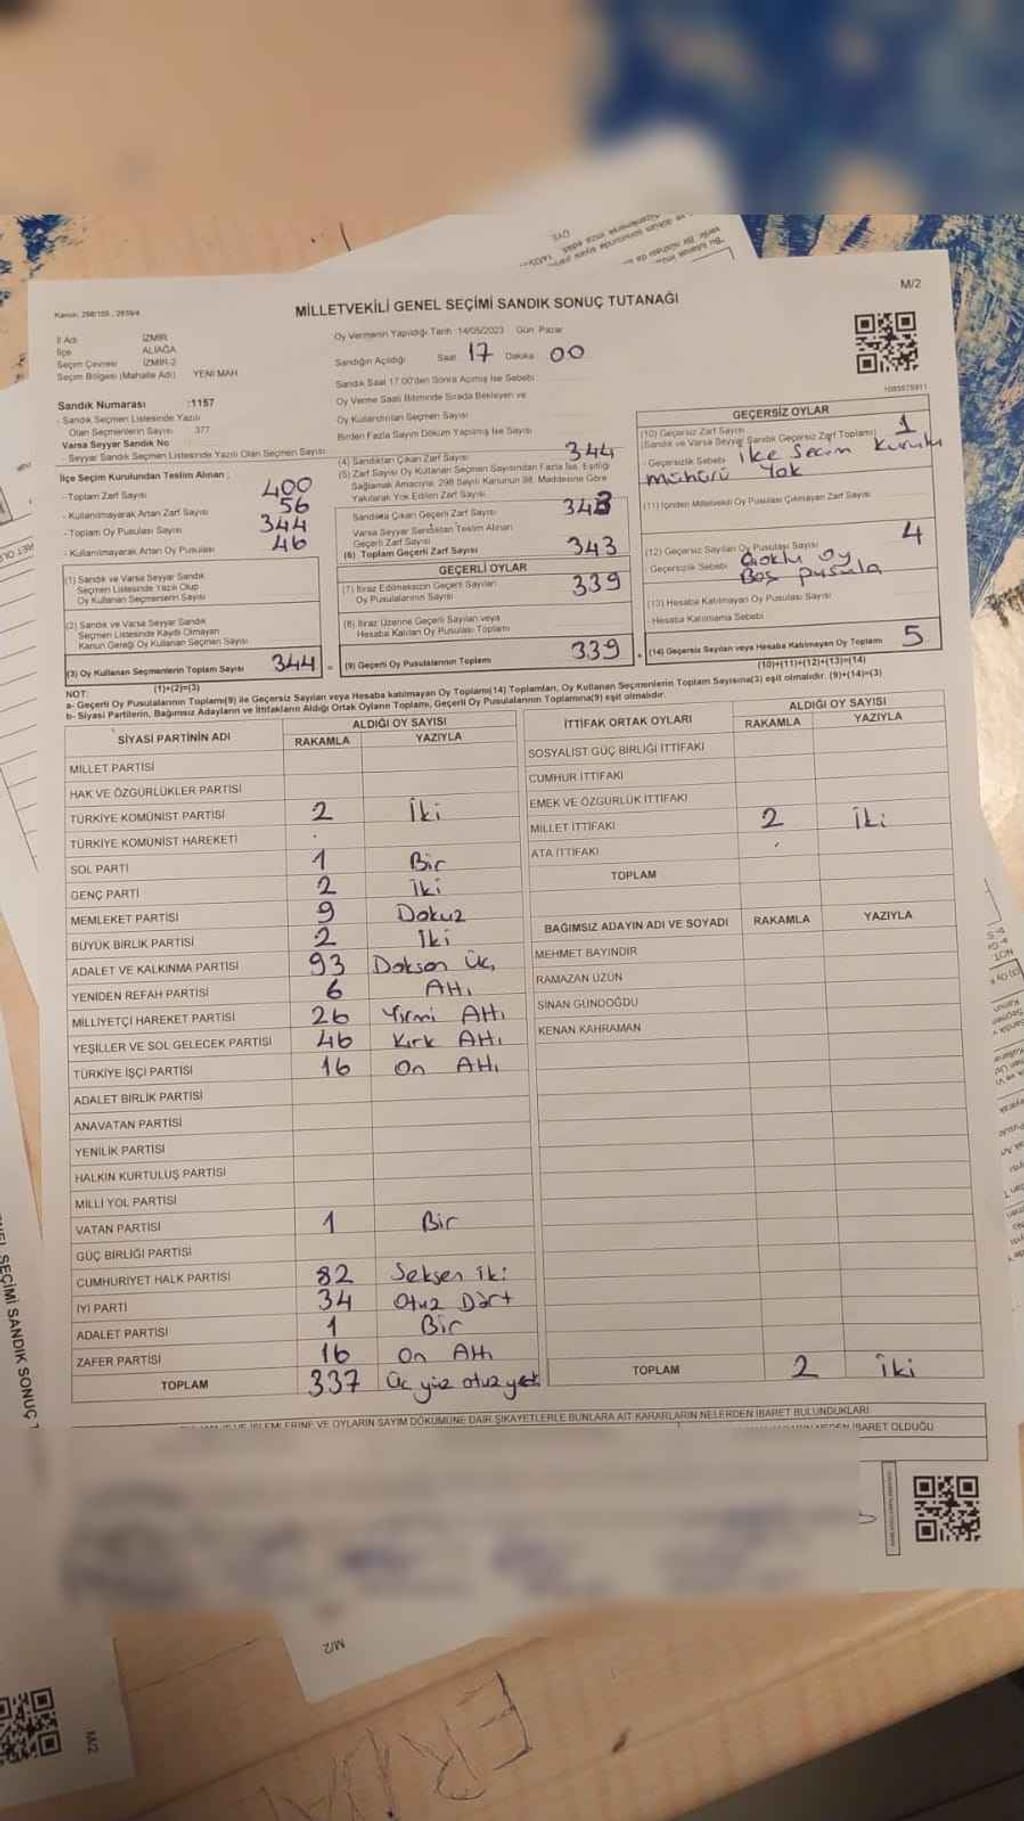 M/2
MİLLETVEKİLİ GENEL SEÇİMİ SANDIK SONUÇ TUTANAĞI
İl Adı İZMİR
İlçe ALİAĞA
Seçim Çevresi İZMİR-2
Seçim Bölgesi (Mahalle Adı) YENİ MAH
Oy Vermenin Yapıldığı Tarih :14/05/2023 Gün: Pazar
Sandığın Açıldığı Saat 17 Dakika 00
Sandık Saat 17:00'den Sonra Açılmış İse Sebebi
Oy Verme Saati Bitiminde Sırada Bekleyen ve
Oy Kullandırılan Seçmen Sayısı
Birden Fazla Sayım Döküm Yapılmış İse Sayısı
Sandık Numarası :1157
- Sandık Seçmen Listesinde Yazılı
Olan Seçmenlerin Sayısı 377
Varsa Seyyar Sandık No
- Seyyar Sandık Seçmen Listesinde Yazılı Olan Seçmen Sayısı
İlçe Seçim Kurulundan Teslim Alınan ;
- Toplam Zarf Sayısı 400
- Kullanılmayarak Artan Zarf Sayısı 56
- Toplam Oy Pusulası Sayısı 344
- Kullanılmayarak Artan Oy Pusulası 46
(1) Sandık ve Varsa Seyyar Sandık
Seçmen Listesinde Yazılı Olup
Oy Kullanan Seçmenlerin Sayısı
(2) Sandık ve Varsa Seyyar Sandık
Seçmen Listesinde Kayıtlı Olmayan
Kanun Gereği Oy Kullanan Seçmen Sayısı
(3) Oy Kullanan Seçmenlerin Toplam Sayısı 344
(1)+(2)=(3)
(4) Sandıktan Çıkan Zarf Sayısı 344
(5) Zarf Sayısı Oy Kullanan Seçmen Sayısından Fazla İse, Eşitliği
Sağlamak Amacıyla, 298 Sayılı Kanunun 98. Maddesine Göre
Yakılarak Yok Edilen Zarf Sayısı
Sandıkta Çıkan Geçerli Zarf Sayısı 343
Varsa Seyyar Sandıktan Teslim Alınan
Geçerli Zarf Sayısı
(6) Toplam Geçerli Zarf Sayısı 343
GEÇERLİ OYLAR
(7) İtiraz Edilmeksizin Geçerli Sayılan
Oy Pusulalarının Sayısı 339
(8) İtiraz Üzerine Geçerli Sayılan veya
Hesaba Katılan Oy Pusulası Toplamı
(9) Geçerli Oy Pusulalarının Toplamı 339
GEÇERSİZ OYLAR
(10) Geçersiz Zarf Sayısı 1
(Sandık ve Varsa Seyyar Sandık Geçersiz Zarf Toplamı)
- Geçersizlik Sebebi İlçe Secim Kurulu
mühürü Yok
(11) İçinden Milletvekili Oy Pusulası Çıkmayan Zarf Sayısı
(12) Geçersiz Sayılan Oy Pusulası Sayısı 4
- Geçersizlik Sebebi Çoklu oy
Boş pusula
(13) Hesaba Katılmayan Oy Pusulası Sayısı
- Hesaba Katılmama Sebebi
(14) Geçersiz Sayılan veya Hesaba Katılmayan Oy Toplamı 5
(10)+(11)+(12)+(13)=(14)
NOT:
a- Geçerli Oy Pusulalarının Toplamı(9) ile Geçersiz Sayılan veya Hesaba katılmayan Oy Toplamı(14) Toplamları, Oy Kullanan Seçmenlerin Toplam Sayısına(3) eşit olmalıdır. (9)+(14)=(3)
b- Siyasi Partilerin, Bağımsız Adayların ve İttifakların Aldığı Ortak Oyların Toplamı, Geçerli Oy Pusulalarının Toplamına(9) eşit olmalıdır.
SİYASİ PARTİNİN ADI ALDIĞI OY SAYISI
RAKAMLA YAZIYLA
MİLLET PARTİSİ
HAK VE ÖZGÜRLÜKLER PARTİSİ
TÜRKİYE KOMÜNİST PARTİSİ 2 İki
TÜRKİYE KOMÜNİST HAREKETİ
SOL PARTİ 1 Bir
GENÇ PARTİ 2 İki
MEMLEKET PARTİSİ 9 Dokuz
BÜYÜK BİRLİK PARTİSİ 2 İki
ADALET VE KALKINMA PARTİSİ 93 Doksan Üç
YENİDEN REFAH PARTİSİ 6 Altı
MİLLİYETÇİ HAREKET PARTİSİ 26 Yirmi Altı
YEŞİLLER VE SOL GELECEK PARTİSİ 46 Kırk Altı
TÜRKİYE İŞÇİ PARTİSİ 16 On Altı
ADALET BİRLİK PARTİSİ
ANAVATAN PARTİSİ
YENİLİK PARTİSİ
HALKIN KURTULUŞ PARTİSİ
MİLLİ YOL PARTİSİ
VATAN PARTİSİ 1 Bir
GÜÇ BİRLİĞİ PARTİSİ
CUMHURİYET HALK PARTİSİ 82 Seksen iki
İYİ PARTİ 34 Otuz Dört
ADALET PARTİSİ 1 Bir
ZAFER PARTİSİ 16 On Altı
TOPLAM 337 Üc yüz otuz yedi
İTTİFAK ORTAK OYLARI ALDIĞI OY SAYISI
RAKAMLA YAZIYLA
SOSYALİST GÜÇ BİRLİĞİ İTTİFAKI
CUMHUR İTTİFAKI
EMEK VE ÖZGÜRLÜK İTTİFAKI
MİLLET İTTİFAKI 2 İki
ATA İTTİFAKI
TOPLAM
BAĞIMSIZ ADAYIN ADI VE SOYADI RAKAMLA YAZIYLA
MEHMET BAYINDIR
RAMAZAN UZUN
SİNAN GÜNDOĞDU
KENAN KAHRAMAN
TOPLAM 2 iki
VE OYLARIN SAYIM DÖKÜMÜNE DAİR ŞİKAYETLERLE BUNLARA AİT KARARLARIN NELERDEN İBARET BULUNDUKLARI
İBARET OLDUĞU
M/2
M/2